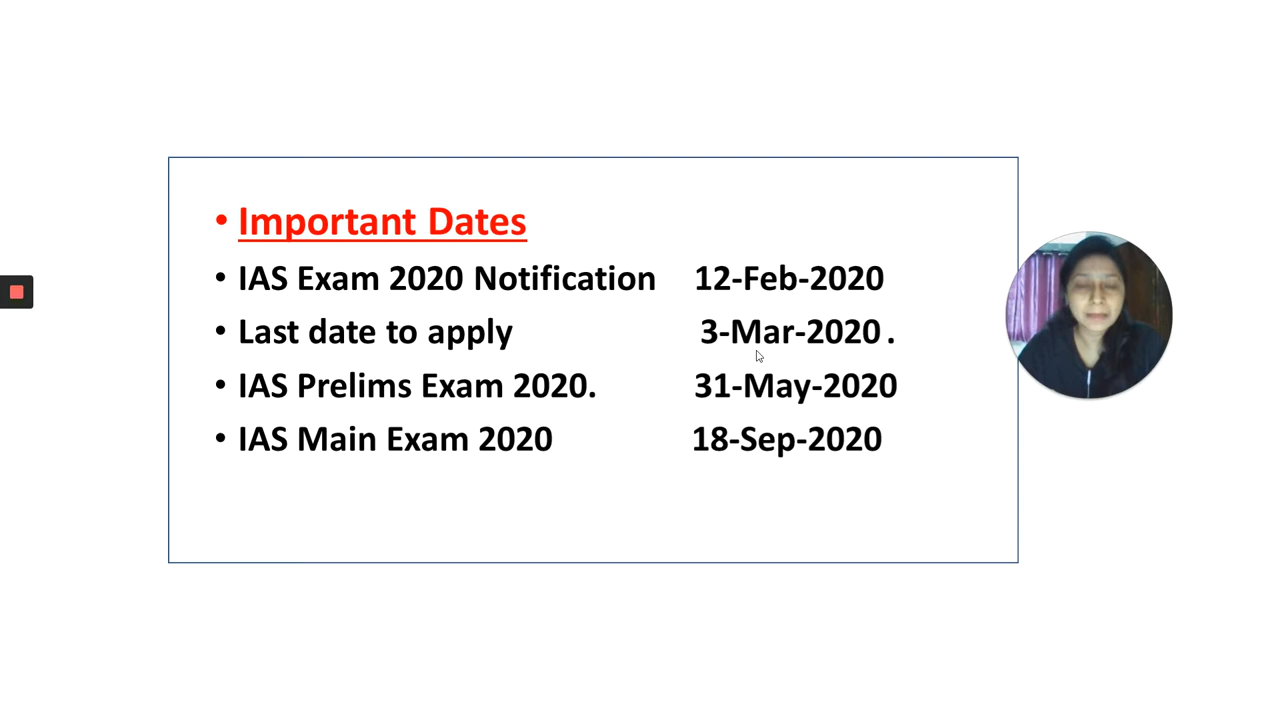 • Important Dates
• IAS Exam 2020 Notification 12-Feb-2020
• Last date to apply 3-Mar-2020 .
• IAS Prelims Exam 2020. 31-May-2020
• IAS Main Exam 2020 18-Sep-2020